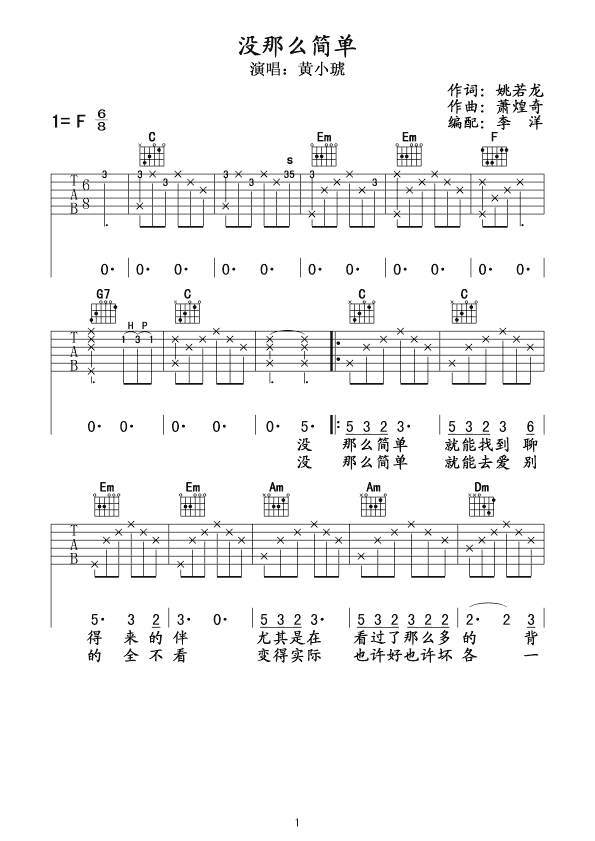 没那么简单
演唱：黄小琥
作词：姚若龙
作曲：萧煌奇
编配：李 洋
1= F 6/8
C Em Em F
S
3 3 3 3 3 35 3 3
T A B 6 8
0· 0· 0· 0· 0· 0· 0· 0· 0·
G7 C C C
H P
1 3 1
T A B
0· 0· 0· 0· 0· 5· 5 3 2 3· 5 3 2 3 6
没 那么简单 就能找到 聊
没 那么简单 就能去爱 别
Em Em Am Am Dm
T A B
5· 3 2 3· 0· 5 3 2 3· 5 3 2 3 2 2 2· 2 3
得 来 的 伴 尤其是在 看过了那么多 的 背
的 全 不 看 变得实际 也许好也许坏 各 一
1